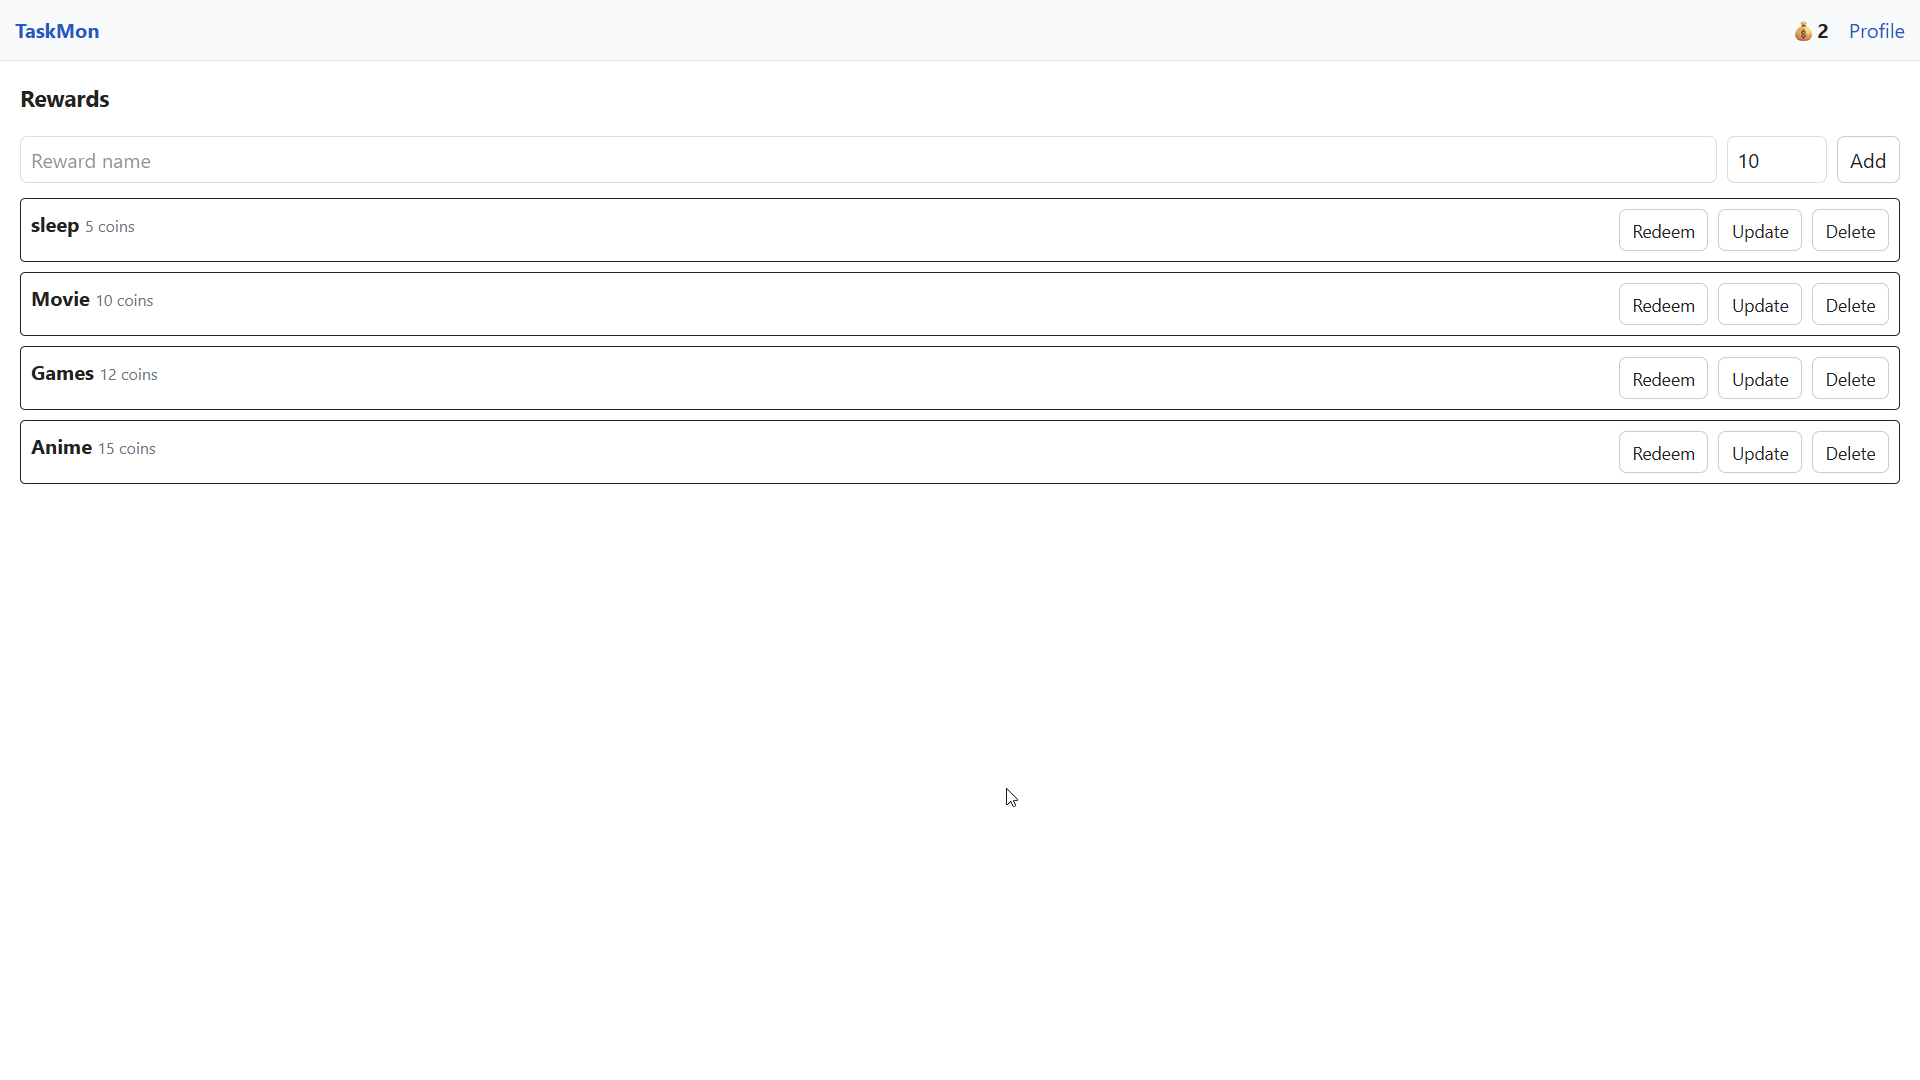 TaskMon 💰 2 Profile
Rewards
Reward name 10 Add
sleep 5 coins Redeem Update Delete
Movie 10 coins Redeem Update Delete
Games 12 coins Redeem Update Delete
Anime 15 coins Redeem Update Delete